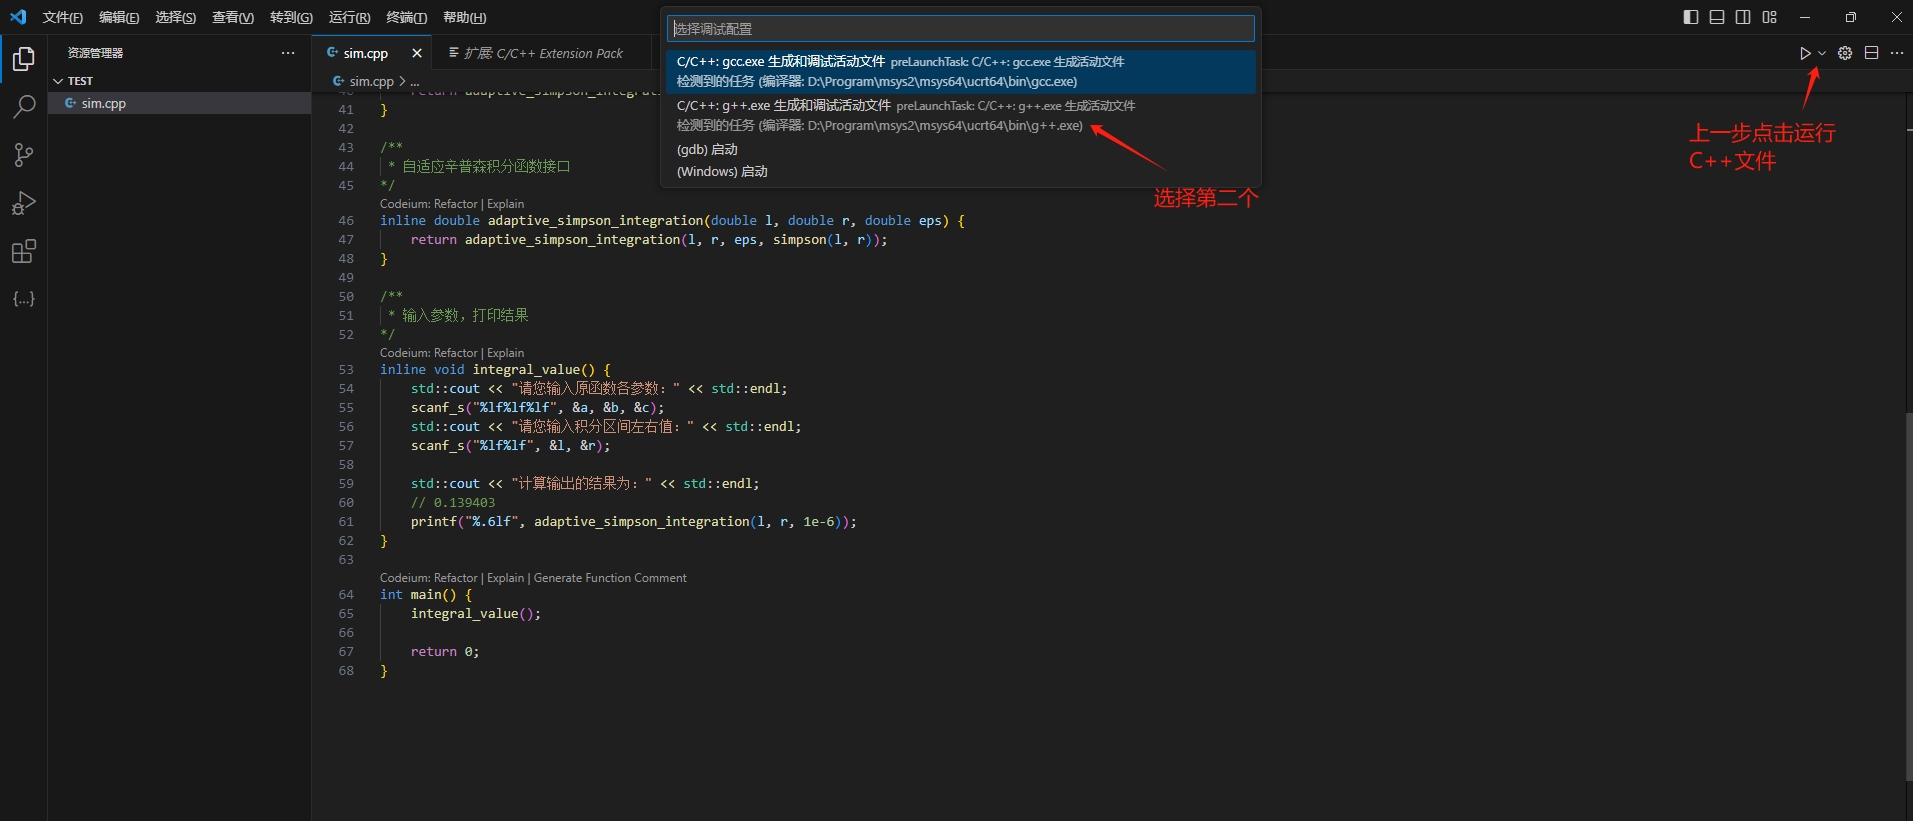 文件(F) 编辑(E) 选择(S) 查看(V) 转到(G) 运行(R) 终端(T) 帮助(H)
选择调试配置
C/C++: gcc.exe 生成和调试活动文件 preLaunchTask: C/C++: gcc.exe 生成活动文件
检测到的任务 (编译器: D:\Program\msys2\msys64\ucrt64\bin\gcc.exe)
C/C++: g++.exe 生成和调试活动文件 preLaunchTask: C/C++: g++.exe 生成活动文件
检测到的任务 (编译器: D:\Program\msys2\msys64\ucrt64\bin\g++.exe)
(gdb) 启动
(Windows) 启动
选择第二个
上一步点击运行
C++文件
资源管理器
TEST
sim.cpp
sim.cpp 扩展: C/C++ Extension Pack
sim.cpp > ...
40 return adaptive_simpson_integrat
41 }
42
43 /**
44 * 自适应辛普森积分函数接口
45 */
Codeium: Refactor | Explain
46 inline double adaptive_simpson_integration(double l, double r, double eps) {
47 return adaptive_simpson_integration(l, r, eps, simpson(l, r));
48 }
49
50 /**
51 * 输入参数，打印结果
52 */
Codeium: Refactor | Explain
53 inline void integral_value() {
54 std::cout << "请您输入原函数各参数：" << std::endl;
55 scanf_s("%lf%lf%lf", &a, &b, &c);
56 std::cout << "请您输入积分区间左右值：" << std::endl;
57 scanf_s("%lf%lf", &l, &r);
58
59 std::cout << "计算输出的结果为：" << std::endl;
60 // 0.139403
61 printf("%.6lf", adaptive_simpson_integration(l, r, 1e-6));
62 }
63
Codeium: Refactor | Explain | Generate Function Comment
64 int main() {
65 integral_value();
66
67 return 0;
68 }